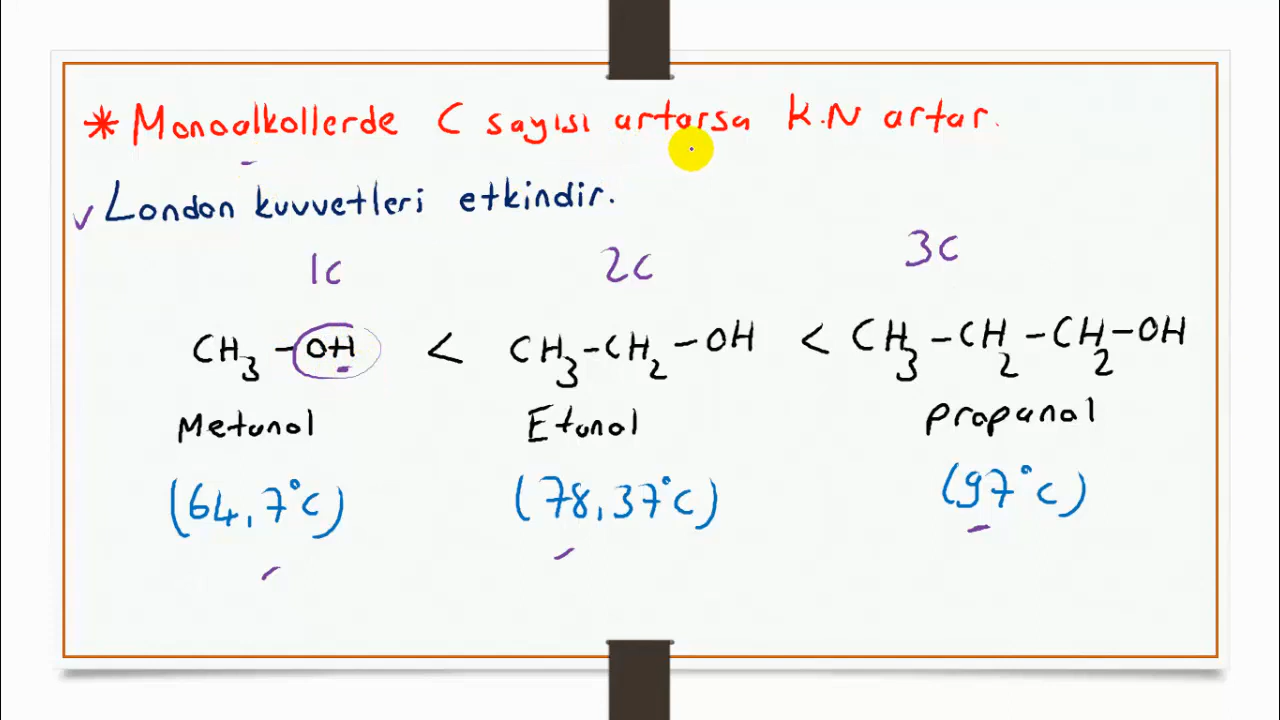 * Monoalkollerde C sayısı artarsa K.N artar.
✓ London kuvvetleri etkindir.
1C 2C 3C
CH₃-OH < CH₃-CH₂-OH < CH₃-CH₂-CH₂-OH
Metanol Etanol Propanol
(64,7°C) (78,37°C) (97°C)